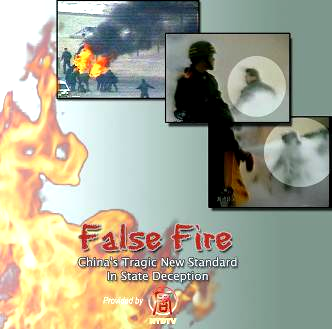 False Fire
China's Tragic New Standard
In State Deception
Provided by
NTDTV